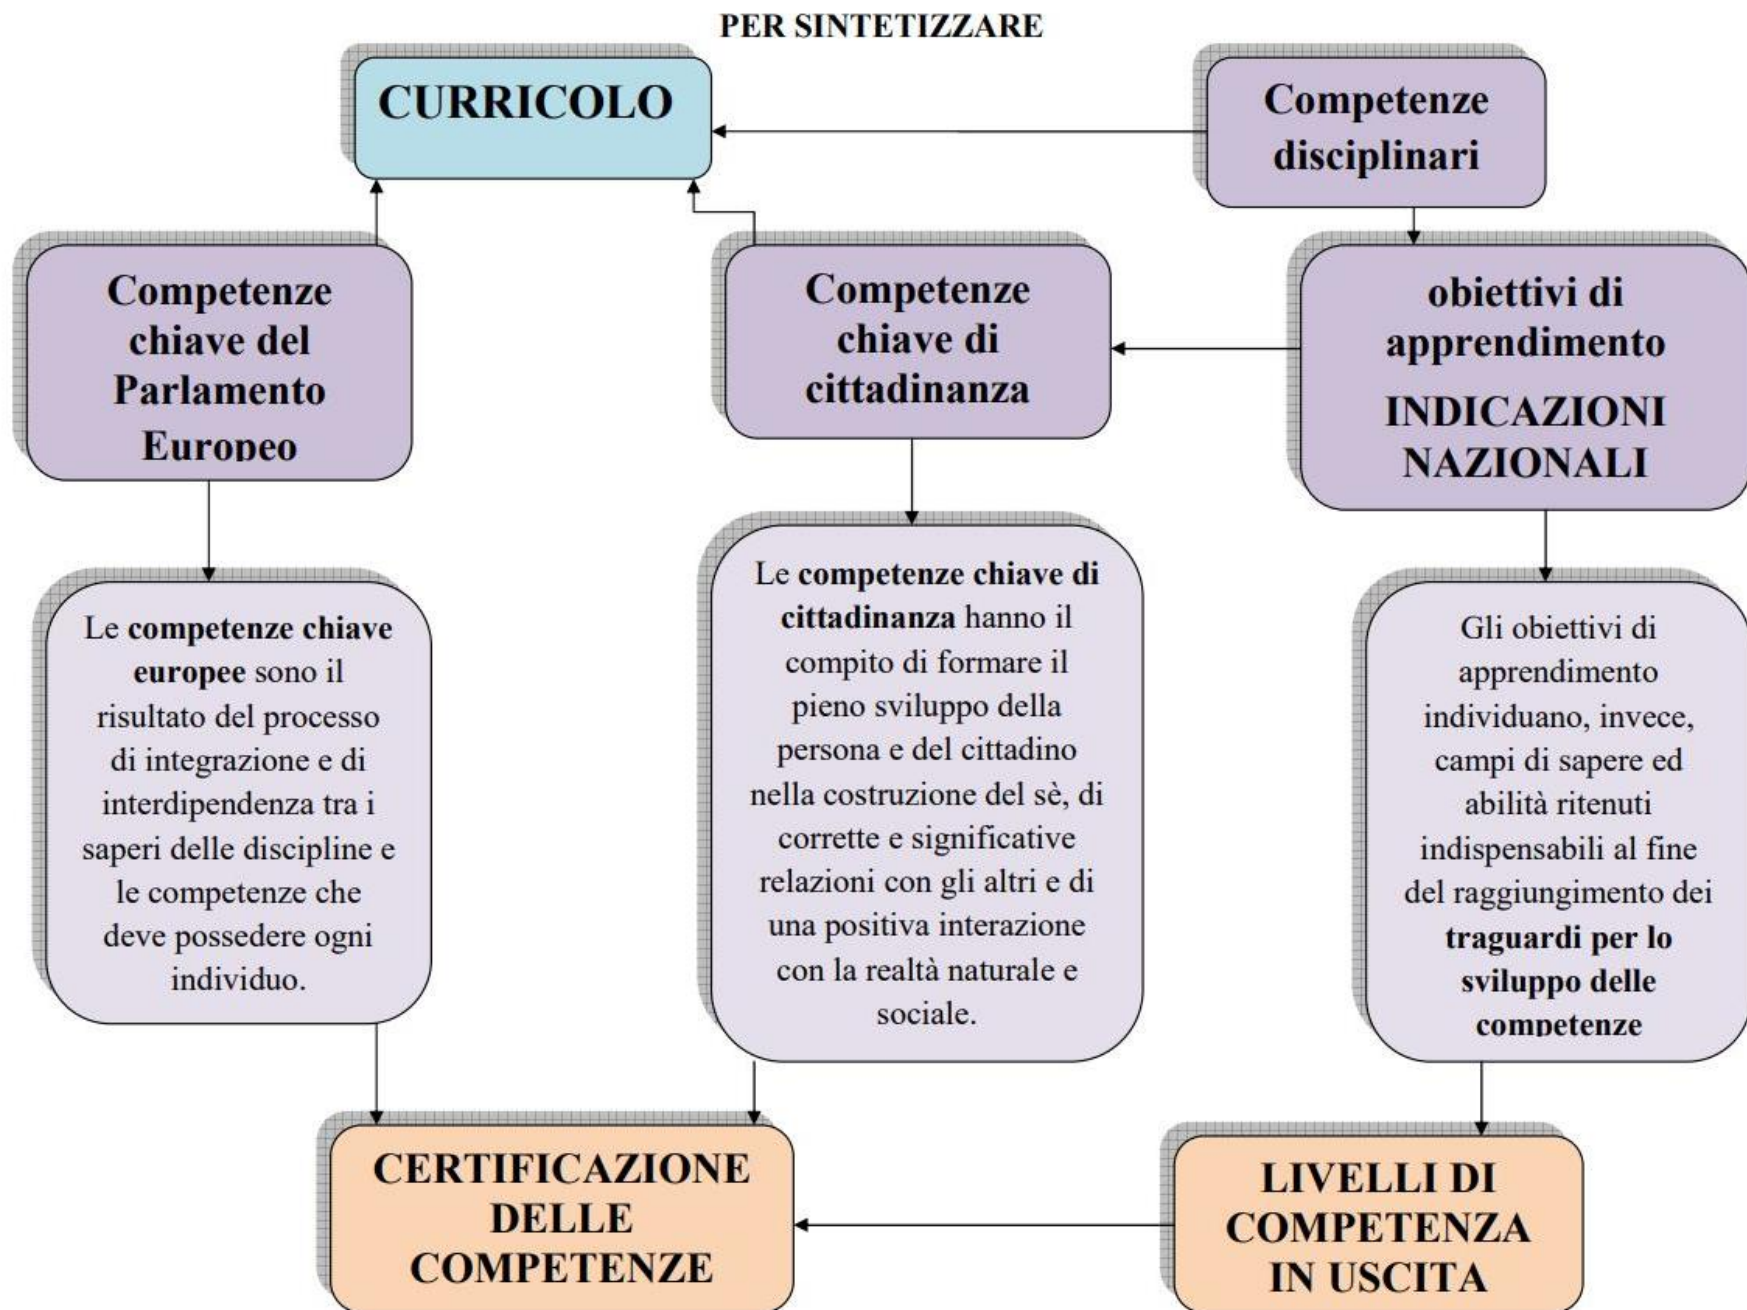 PER SINTETIZZARE
CURRICOLO
Competenze
disciplinari
Competenze
chiave del
Parlamento
Europeo
Competenze
chiave di
cittadinanza
obiettivi di
apprendimento
INDICAZIONI
NAZIONALI
Le competenze chiave
europee sono il
risultato del processo
di integrazione e di
interdipendenza tra i
saperi delle discipline e
le competenze che
deve possedere ogni
individuo.
Le competenze chiave di
cittadinanza hanno il
compito di formare il
pieno sviluppo della
persona e del cittadino
nella costruzione del sè, di
corrette e significative
relazioni con gli altri e di
una positiva interazione
con la realtà naturale e
sociale.
Gli obiettivi di
apprendimento
individuano, invece,
campi di sapere ed
abilità ritenuti
indispensabili al fine
del raggiungimento dei
traguardi per lo
sviluppo delle
competenze
CERTIFICAZIONE
DELLE
COMPETENZE
LIVELLI DI
COMPETENZA
IN USCITA